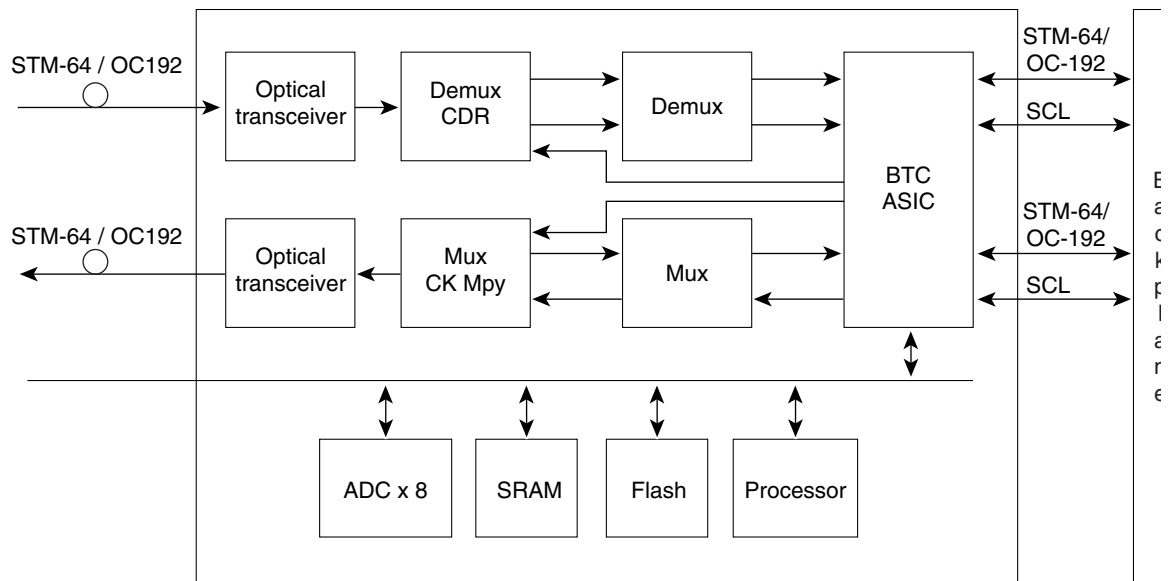 STM-64 / OC192
Optical
transceiver
Demux
CDR
Demux
BTC
ASIC
STM-64/
OC-192
SCL
STM-64 / OC192
Optical
transceiver
Mux
CK Mpy
Mux
STM-64/
OC-192
SCL
ADC x 8
SRAM
Flash
Processor